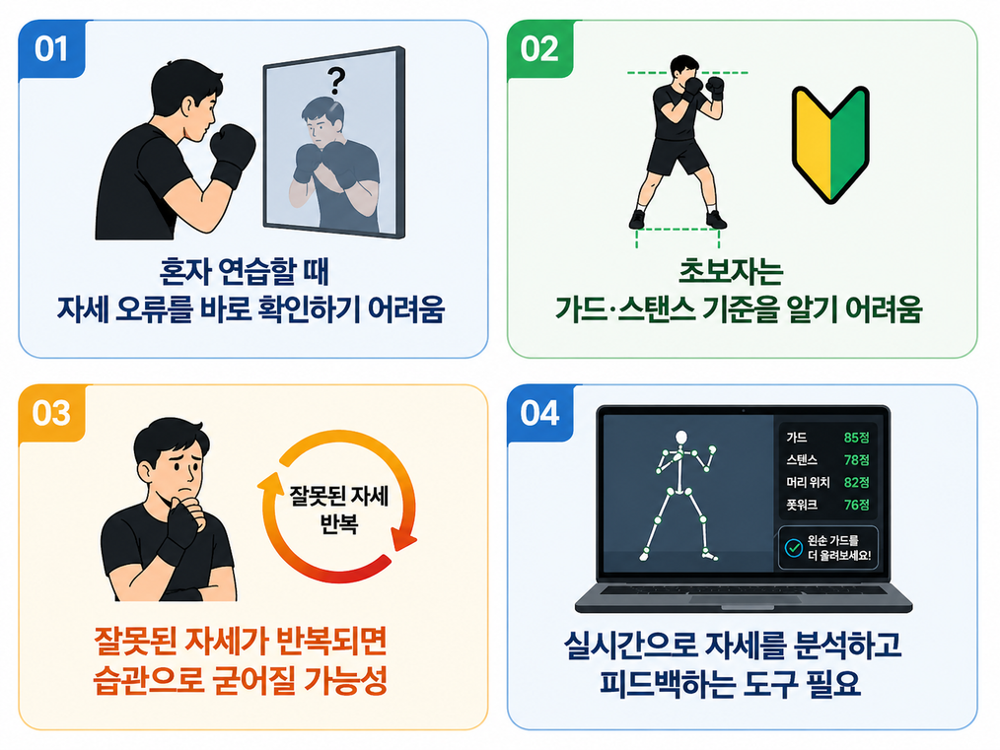 01
?
혼자 연습할 때
자세 오류를 바로 확인하기 어려움
02
초보자는
가드·스탠스 기준을 알기 어려움
03
잘못된 자세
반복
잘못된 자세가 반복되면
습관으로 굳어질 가능성
04
가드 85점
스텐스 78점
머리 위치 82점
풋워크 76점
왼손 가드를
더 올려보세요!
실시간으로 자세를 분석하고
피드백하는 도구 필요